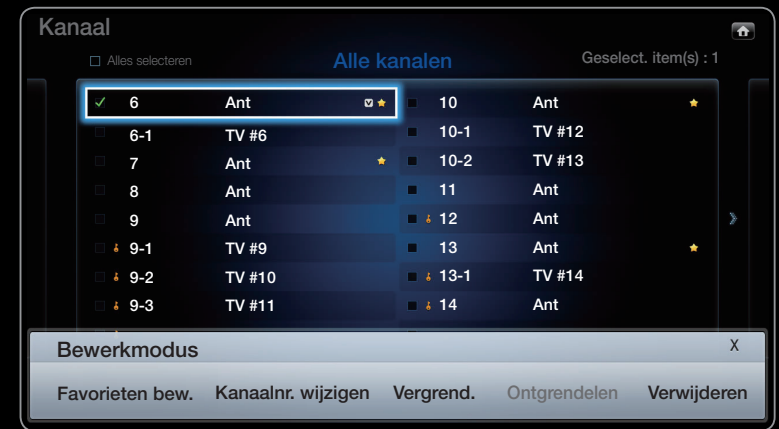 Kanaal
Alles selecteren Alle kanalen Geselect. item(s) : 1
6 Ant 10 Ant
6-1 TV #6 10-1 TV #12
7 Ant 10-2 TV #13
8 Ant 11 Ant
9 Ant 12 Ant
9-1 TV #9 13 Ant
9-2 TV #10 13-1 TV #14
9-3 TV #11 14 Ant
Bewerkmodus X
Favorieten bew. Kanaalnr. wijzigen Vergrend. Ontgrendelen Verwijderen